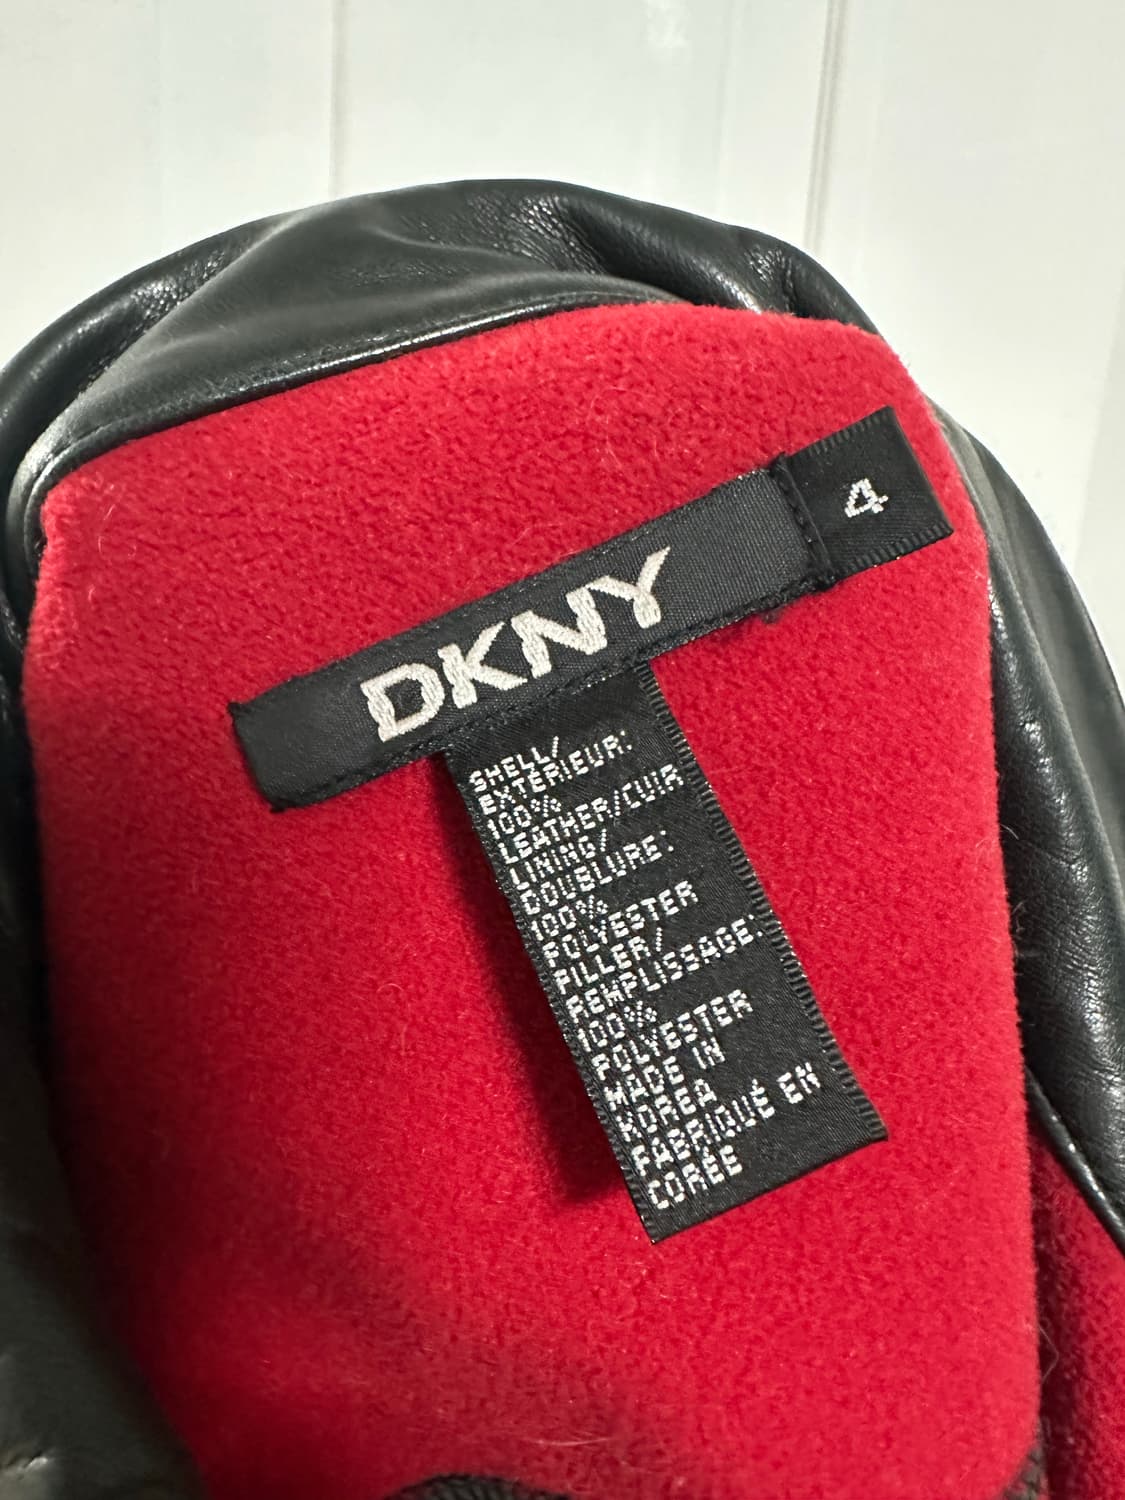 DKNY
4
SHELL/
EXTÉRIEUR:
100%
LEATHER/CUIR
LINING/
DOUBLURE:
100%
POLYESTER
FILLER/
REMPLISSAGE:
100%
POLYESTER
MADE IN
KOREA
FABRIQUÉ EN
CORÉE